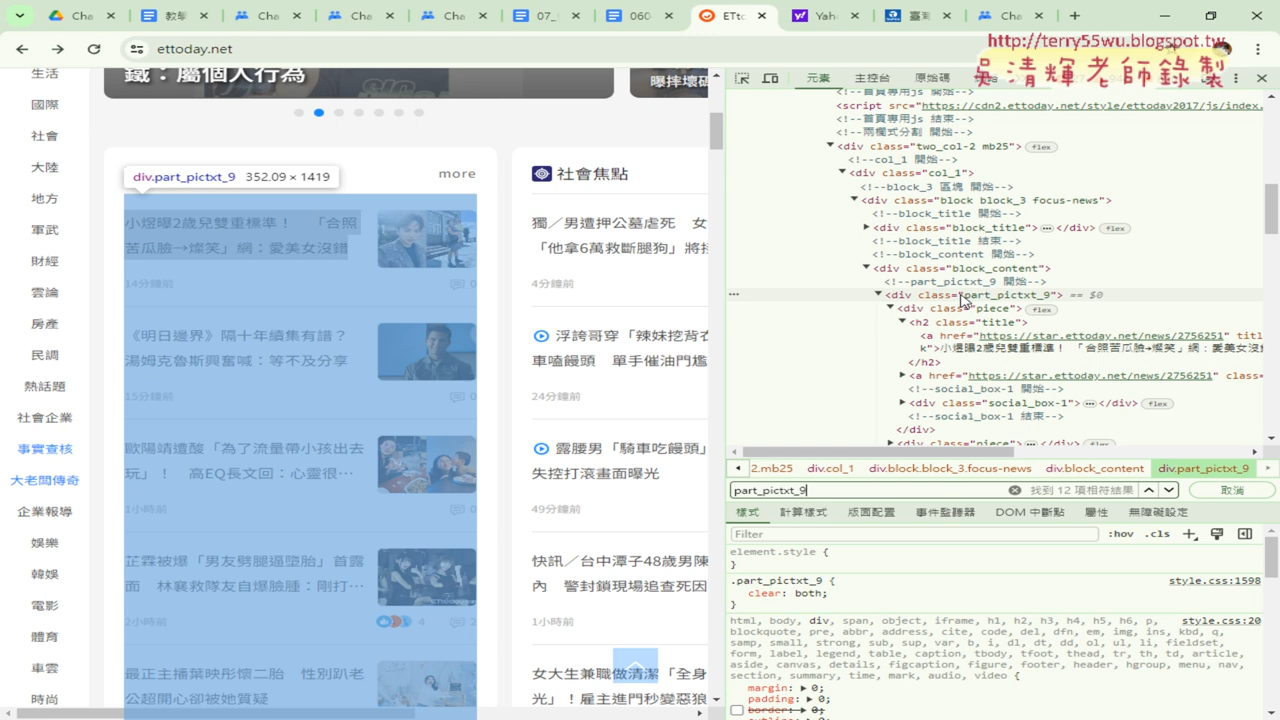 Cha
教學
Cha
Cha
Cha
07_
060
ETto
Yah
臺灣
Cha
ettoday.net
http://terry55wu.blogspot.tw
吳清輝老師錄製
生活
國際
社會
大陸
地方
軍武
財經
雲論
房產
民調
熱話題
社會企業
事實查核
大老闆傳奇
企業報導
娛樂
韓娛
電影
體育
車雲
時尚
鐵：屬個人行為
曝摔壞
div.part_pictxt_9 352.09 × 1419
more
小煜曝2歲兒雙重標準！ 「合照
苦瓜臉→燦笑」網：愛美女沒錯
14分鐘前
0
《明日邊界》隔十年續集有譜？
湯姆克魯斯興奮喊：等不及分享
15分鐘前
0
歐陽靖遭酸「為了流量帶小孩出去
玩」！ 高EQ長文回：心靈很…
1小時前
0
芷霖被爆「男友劈腿逼墮胎」首露
面 林襄救隊友自爆臉腫：剛打…
2小時前
4
2
最正主播葉映彤懷二胎 性別趴老
公超開心卻被她質疑
社會焦點
獨／男遭押公墓虐死 女
「他拿6萬救斷腿狗」將
4分鐘前
浮誇哥穿「辣妹挖背
車嗑饅頭 單手催油門尷
24分鐘前
露腰男「騎車吃饅頭」
失控打滾畫面曝光
49分鐘前
快訊／台中潭子48歲男陳
內 警封鎖現場追查死因
1小時前
女大生兼職做清潔「全身
光」！雇主進門秒變惡狼
元素
主控台
原始碼
<!--首頁專用js 開始-->
<script src="https://cdn2.ettoday.net/style/ettoday2017/js/index.
<!--首頁專用js 結束-->
<!--兩欄式分割 開始-->
<div class="two_col-2 mb25"> flex
<!--col_1 開始-->
<div class="col_1">
<!--block_3 區塊 開始-->
<div class="block block_3 focus-news">
<!--block_title 開始-->
<div class="block_title"> … </div> flex
<!--block_title 結束-->
<!--block_content 開始-->
<div class="block_content">
<!--part_pictxt_9 開始-->
<div class="part_pictxt_9"> == $0
<div class="piece"> flex
<h2 class="title">
<a href="https://star.ettoday.net/news/2756251" titl
k">小煜曝2歲兒雙重標準！ 「合照苦瓜臉→燦笑」網：愛美女沒
</h2>
<a href="https://star.ettoday.net/news/2756251" class=
<!--social_box-1 開始-->
<div class="social_box-1"> … </div> flex
<!--social_box-1 結束-->
</div>
<div class="piece"> … </div> flex
2.mb25 div.col_1 div.block.block_3.focus-news div.block_content div.part_pictxt_9
part_pictxt_9
找到 12 項相符結果
取消
樣式 計算樣式 版面配置 事件監聽器 DOM 中斷點 屬性 無障礙設定
Filter
:hov .cls
element.style {
}
.part_pictxt_9 { style.css:1598
clear: both;
}
html, body, div, span, object, iframe, h1, h2, h3, h4, h5, h6, p, style.css:20
blockquote, pre, abbr, address, cite, code, del, dfn, em, img, ins, kbd, q,
samp, small, strong, sub, sup, var, b, i, dl, dt, dd, ol, ul, li, fieldset,
form, label, legend, table, caption, tbody, tfoot, thead, tr, th, td, article,
aside, canvas, details, figcaption, figure, footer, header, hgroup, menu, nav,
section, summary, time, mark, audio, video {
margin: 0;
padding: 0;
border: 0;